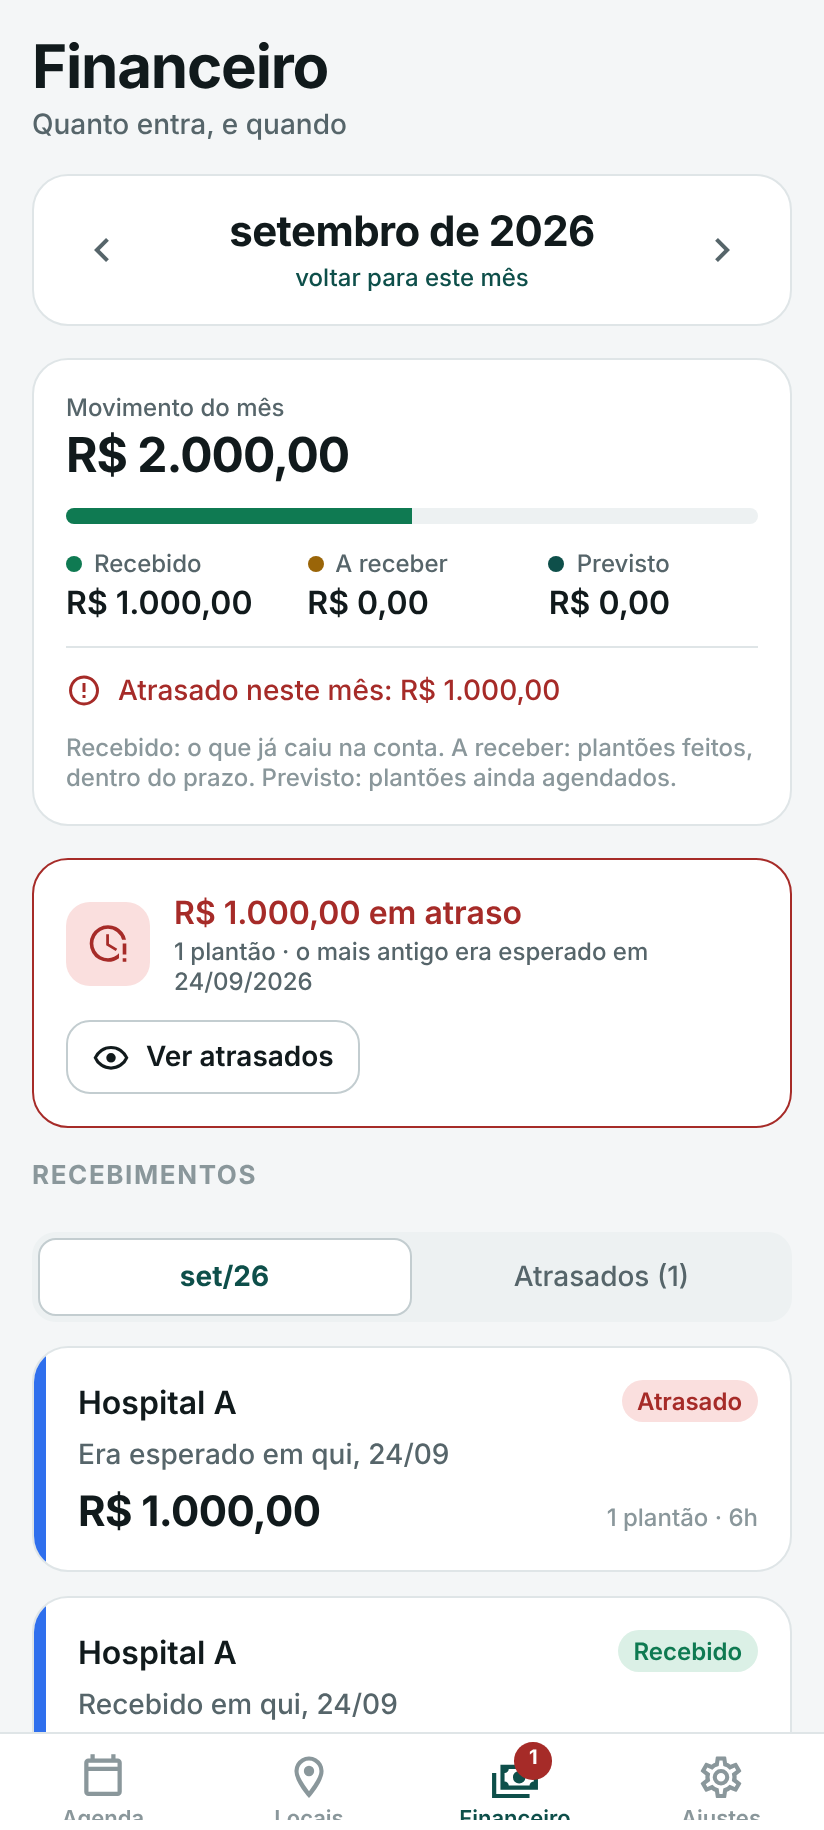 Financeiro
Quanto entra, e quando
setembro de 2026
voltar para este mês
Movimento do mês
R$ 2.000,00
Recebido
A receber
Previsto
R$ 1.000,00
R$ 0,00
R$ 0,00
Atrasado neste mês: R$ 1.000,00
Recebido: o que já caiu na conta. A receber: plantões feitos,
dentro do prazo. Previsto: plantões ainda agendados.
R$ 1.000,00 em atraso
1 plantão · o mais antigo era esperado em
24/09/2026
Ver atrasados
RECEBIMENTOS
set/26
Atrasados (1)
Hospital A
Atrasado
Era esperado em qui, 24/09
R$ 1.000,00
1 plantão · 6h
Hospital A
Recebido
Recebido em qui, 24/09
1
Agenda
Locais
Financeiro
Ajustes